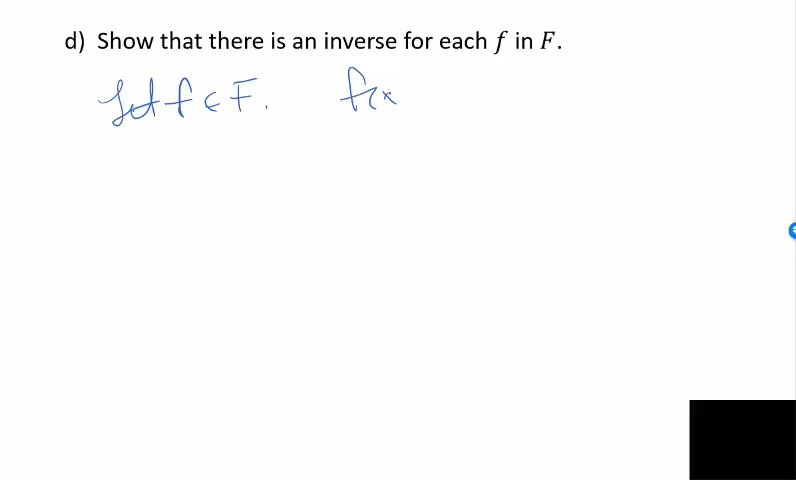 d) Show that there is an inverse for each f in F.
Let f ∈ F. f(x